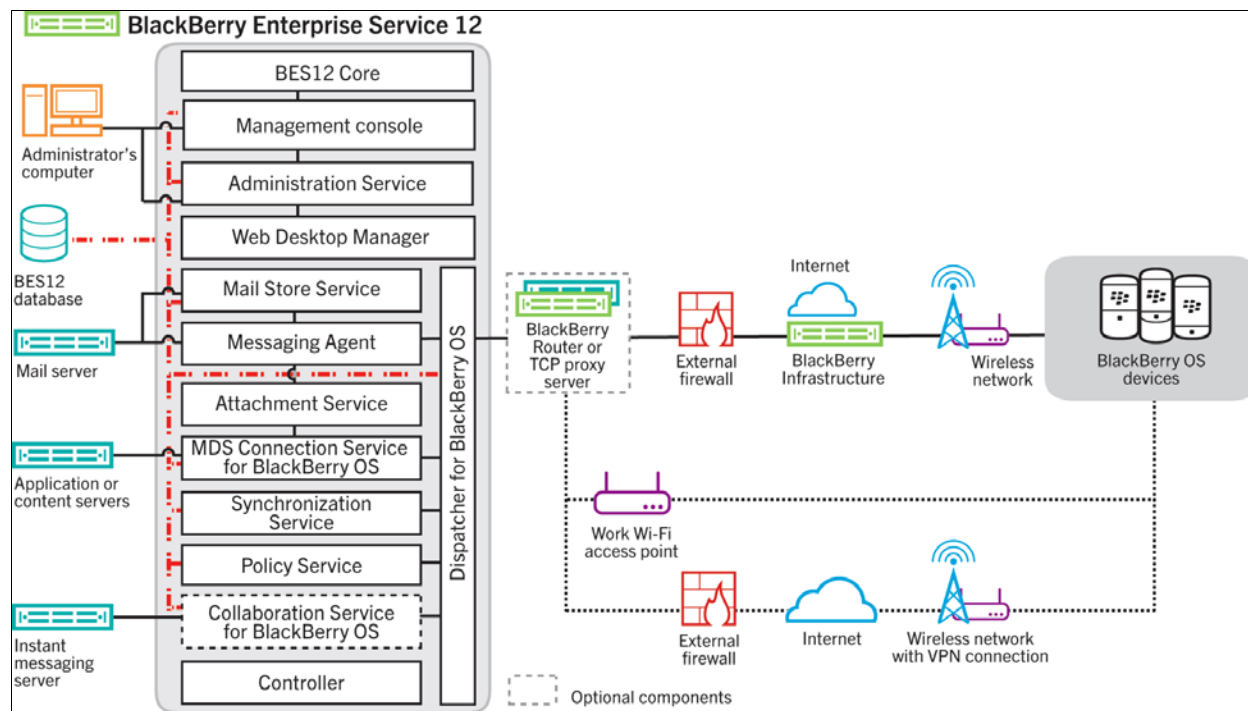 BlackBerry Enterprise Service 12
BES12 Core
Management console
Administrator's
computer
Administration Service
Web Desktop Manager
BES12
database
Mail Store Service
Messaging Agent
Mail server
Attachment Service
MDS Connection Service
for BlackBerry OS
Application or
content servers
Synchronization
Service
Policy Service
Collaboration Service
for BlackBerry OS
Instant
messaging
server
Controller
Dispatcher for BlackBerry OS
BlackBerry
Router or
TCP proxy
server
External
firewall
Internet
BlackBerry
Infrastructure
Wireless
network
BlackBerry OS
devices
Work Wi-Fi
access point
External
firewall
Internet
Wireless network
with VPN connection
Optional components